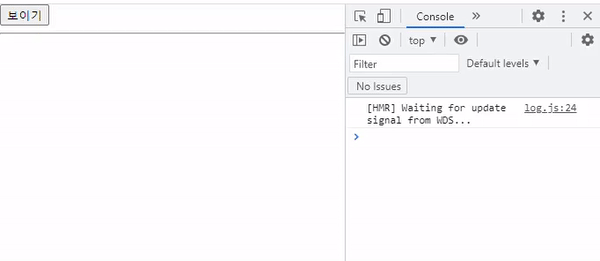 보이기
Console
top
Filter
Default levels
No Issues
[HMR] Waiting for update log.js:24
signal from WDS...